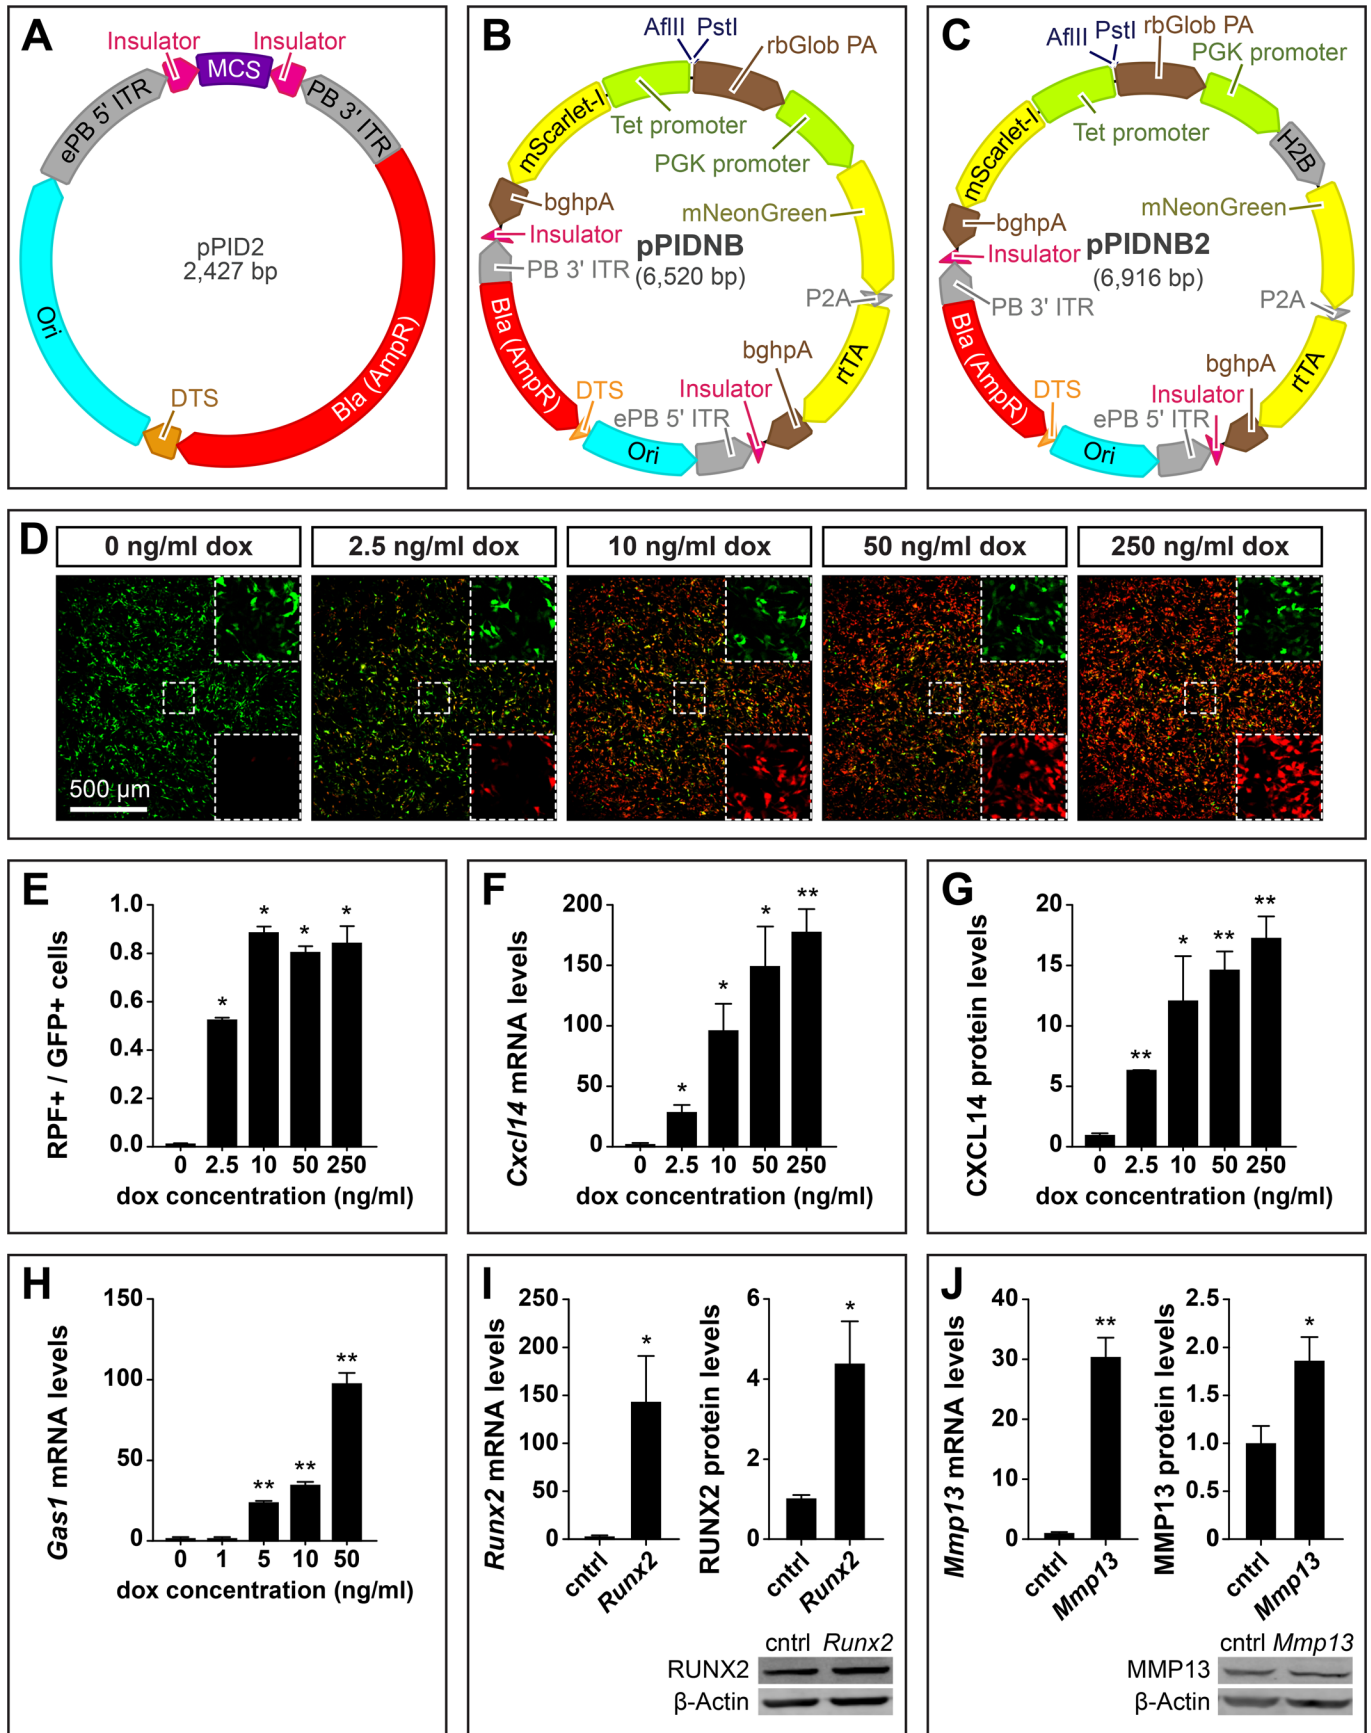 A
Insulator
Insulator
MCS
ePB 5' ITR
PB 3' ITR
pPID2
2,427 bp
Ori
Bla (AmpR)
DTS
B
AflII PstI
rbGlob PA
mScarlet-I
Tet promoter
PGK promoter
bghpA
mNeonGreen
Insulator
pPIDNB
(6,520 bp)
PB 3' ITR
P2A
Bla (AmpR)
bghpA
rtTA
Insulator
DTS
ePB 5' ITR
Ori
C
AflII PstI rbGlob PA
PGK promoter
mScarlet-I
Tet promoter
H2B
mNeonGreen
bghpA
Insulator
pPIDNB2
(6,916 bp)
PB 3' ITR
P2A
Bla (AmpR)
rtTA
bghpA
Insulator
DTS
ePB 5' ITR
Ori
D
0 ng/ml dox
2.5 ng/ml dox
10 ng/ml dox
50 ng/ml dox
250 ng/ml dox
500 μm
E
RPF+ / GFP+ cells
1.0
0.8
0.6
0.4
0.2
0.0
*
*
*
*
0 2.5 10 50 250
dox concentration (ng/ml)
F
Cxcl14 mRNA levels
200
150
100
50
0
*
*
*
**
0 2.5 10 50 250
dox concentration (ng/ml)
G
CXCL14 protein levels
20
15
10
5
0
**
*
**
**
0 2.5 10 50 250
dox concentration (ng/ml)
H
Gas1 mRNA levels
150
100
50
0
**
**
**
0 1 5 10 50
dox concentration (ng/ml)
I
Runx2 mRNA levels
250
200
150
100
50
0
*
cntrl
Runx2
RUNX2 protein levels
6
4
2
0
*
cntrl
Runx2
cntrl Runx2
RUNX2
β-Actin
J
Mmp13 mRNA levels
40
30
20
10
0
**
cntrl
Mmp13
MMP13 protein levels
2.5
2.0
1.5
1.0
0.5
0
*
cntrl
Mmp13
cntrl Mmp13
MMP13
β-Actin